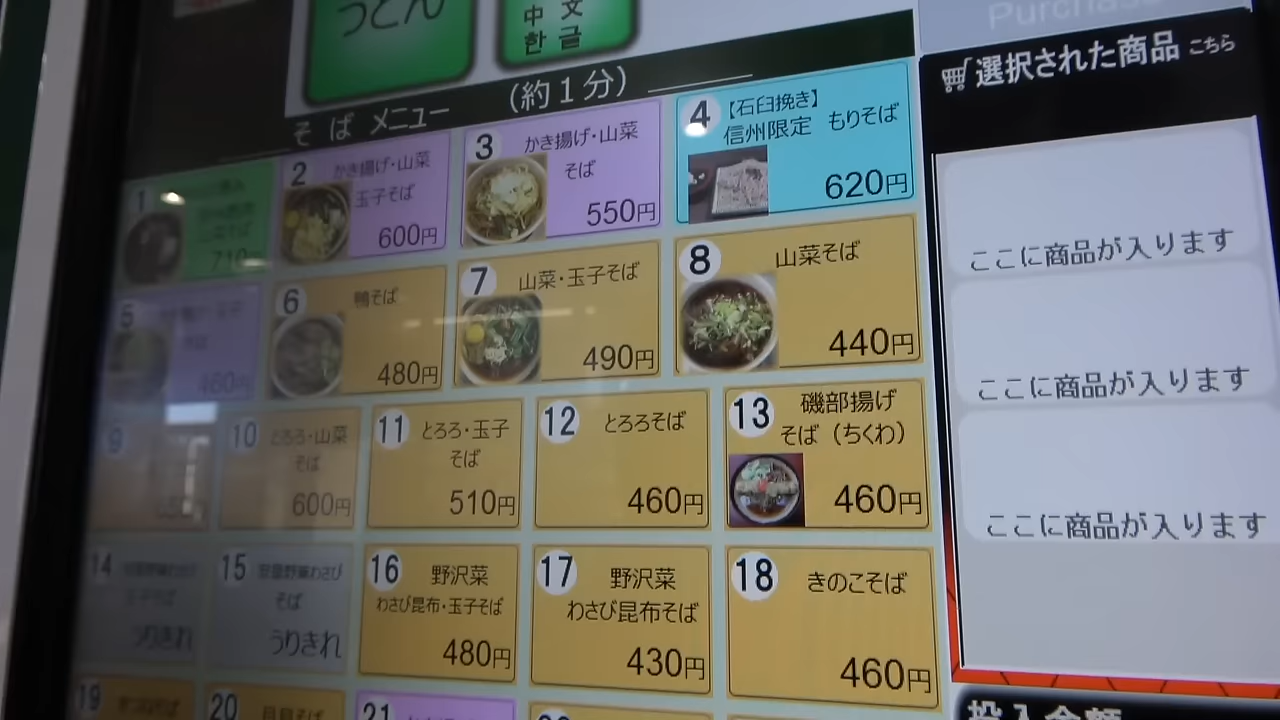 うどん
中 文
한 글
Purchas
そ ば メニュー (約1分)
選択された商品 こちら
1
2
かき揚げ・山菜
玉子そば
600円
3
かき揚げ・山菜
そば
550円
4
【石臼挽き】
信州限定 もりそば
620円
5
そば
6
鴨そば
480円
7
山菜・玉子そば
490円
8
山菜そば
440円
9
10
とろろ・山菜
そば
600円
11
とろろ・玉子
そば
510円
12
とろろそば
460円
13
磯部揚げ
そば(ちくわ)
460円
14
うりきれ
15
そば
うりきれ
16
野沢菜
わさび昆布・玉子そば
480円
17
野沢菜
わさび昆布そば
430円
18
きのこそば
460円
19
20
21
ここに商品が入ります
ここに商品が入ります
ここに商品が入ります
投入金額